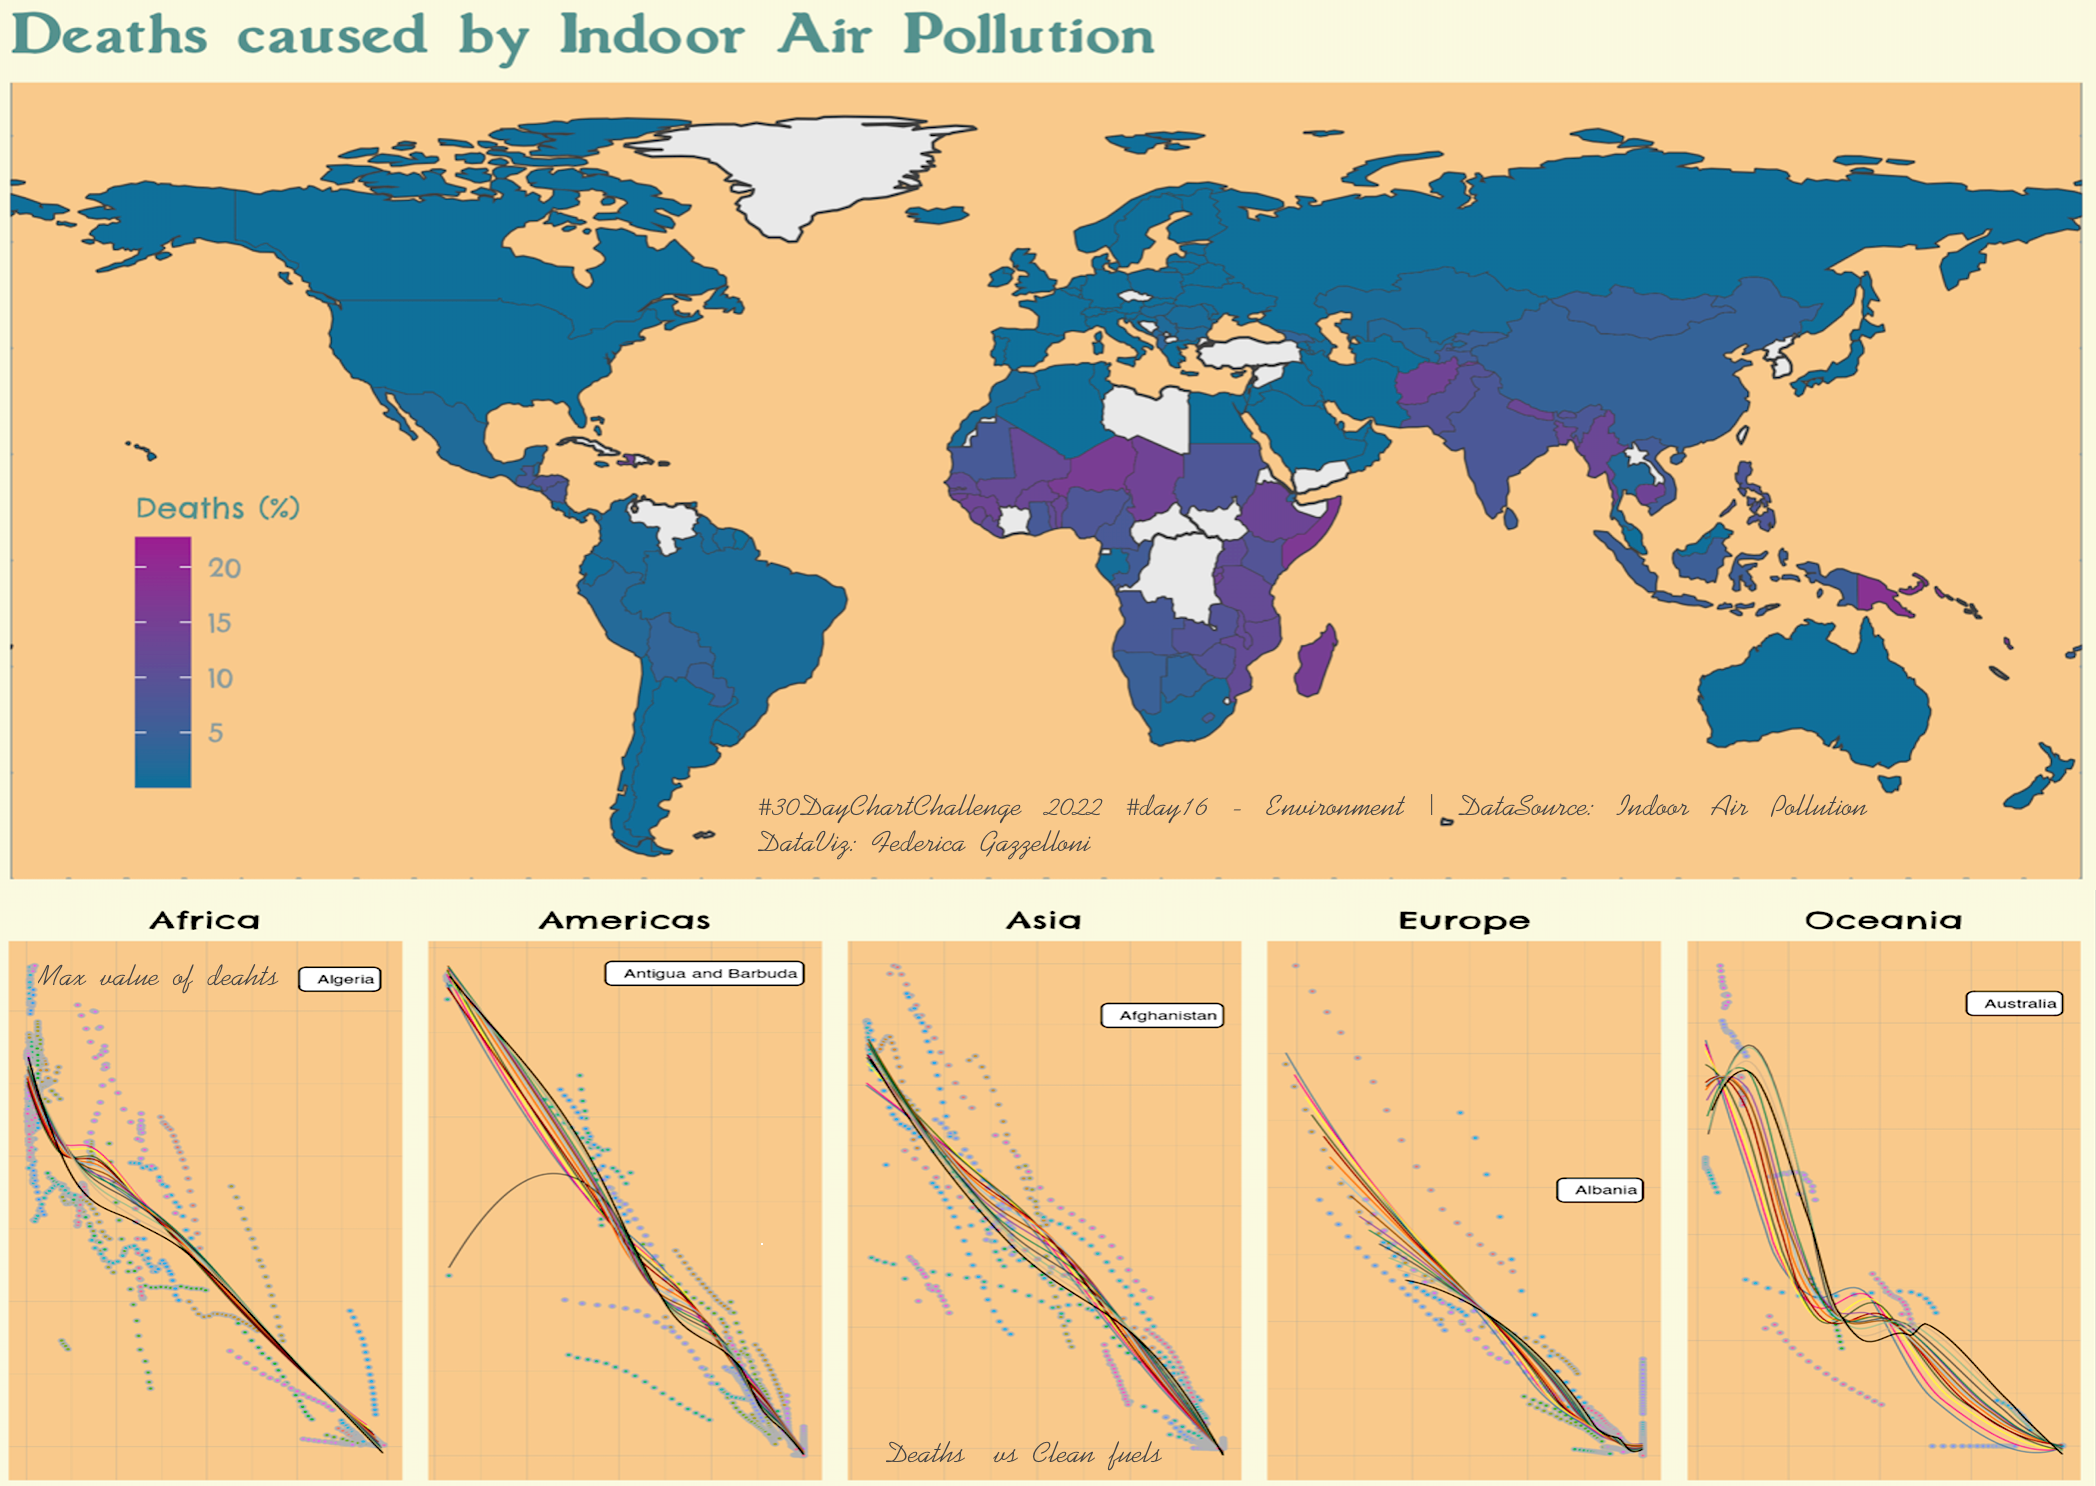 Deaths caused by Indoor Air Pollution
Deaths (%)
20
15
10
5
#30DayChartChallenge 2022 #day16 - Environment | DataSource: Indoor Air Pollution
DataViz: Federica Gazzelloni
Africa
Americas
Asia
Europe
Oceania
Max value of deahts
Algeria
Antigua and Barbuda
Afghanistan
Albania
Australia
Deaths vs Clean fuels